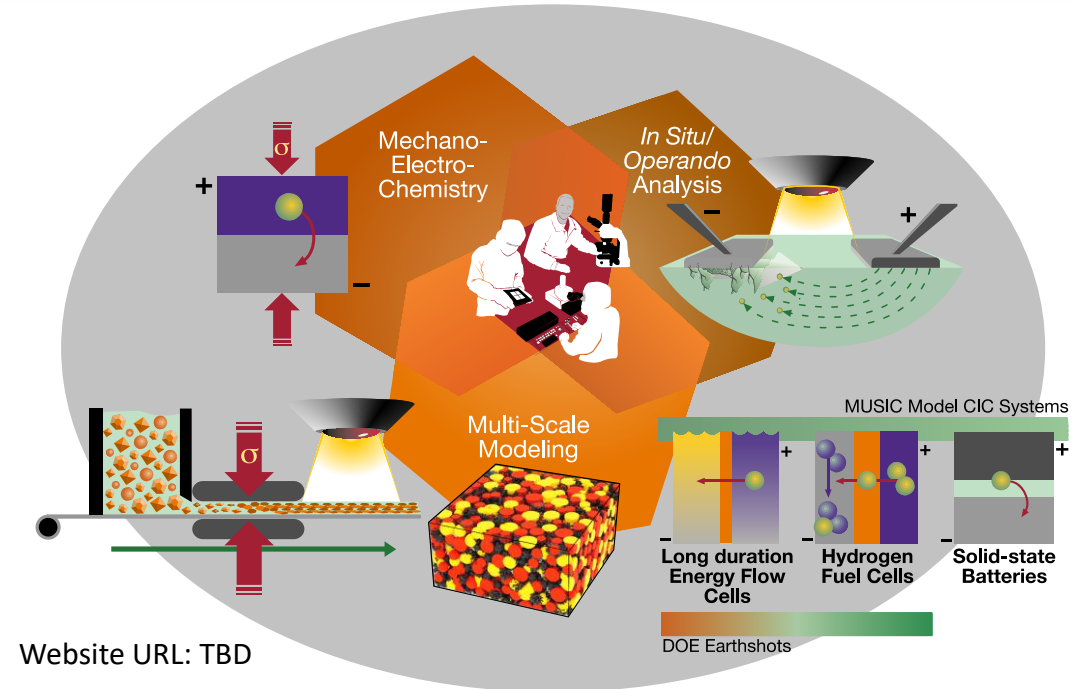 Mechano-
Electro-
Chemistry
In Situ/
Operando
Analysis
σ
+
−
−
+
σ
Multi-Scale
Modeling
MUSIC Model CIC Systems
+
−
+
−
+
−
Long duration
Energy Flow
Cells
Hydrogen
Fuel Cells
Solid-state
Batteries
DOE Earthshots
Website URL: TBD